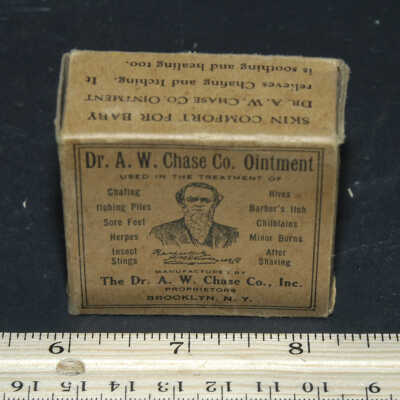 SKIN COMFORT FOR BABY
DR. A. W. CHASE CO. OINTMENT
relieves Chafing and Itching. It
is soothing and healing too.
Dr. A. W. Chase Co. Ointment
USED IN THE TREATMENT OF
Chafing Hives
Itching Piles Barber's Itch
Sore Feet Chilblains
Herpes Minor Burns
Insect After
Stings Shaving
MANUFACTURED BY
The Dr. A. W. Chase Co., Inc.
PROPRIETORS
BROOKLYN, N. Y.
6 7 8
16 15 14 13 12 11 10 9